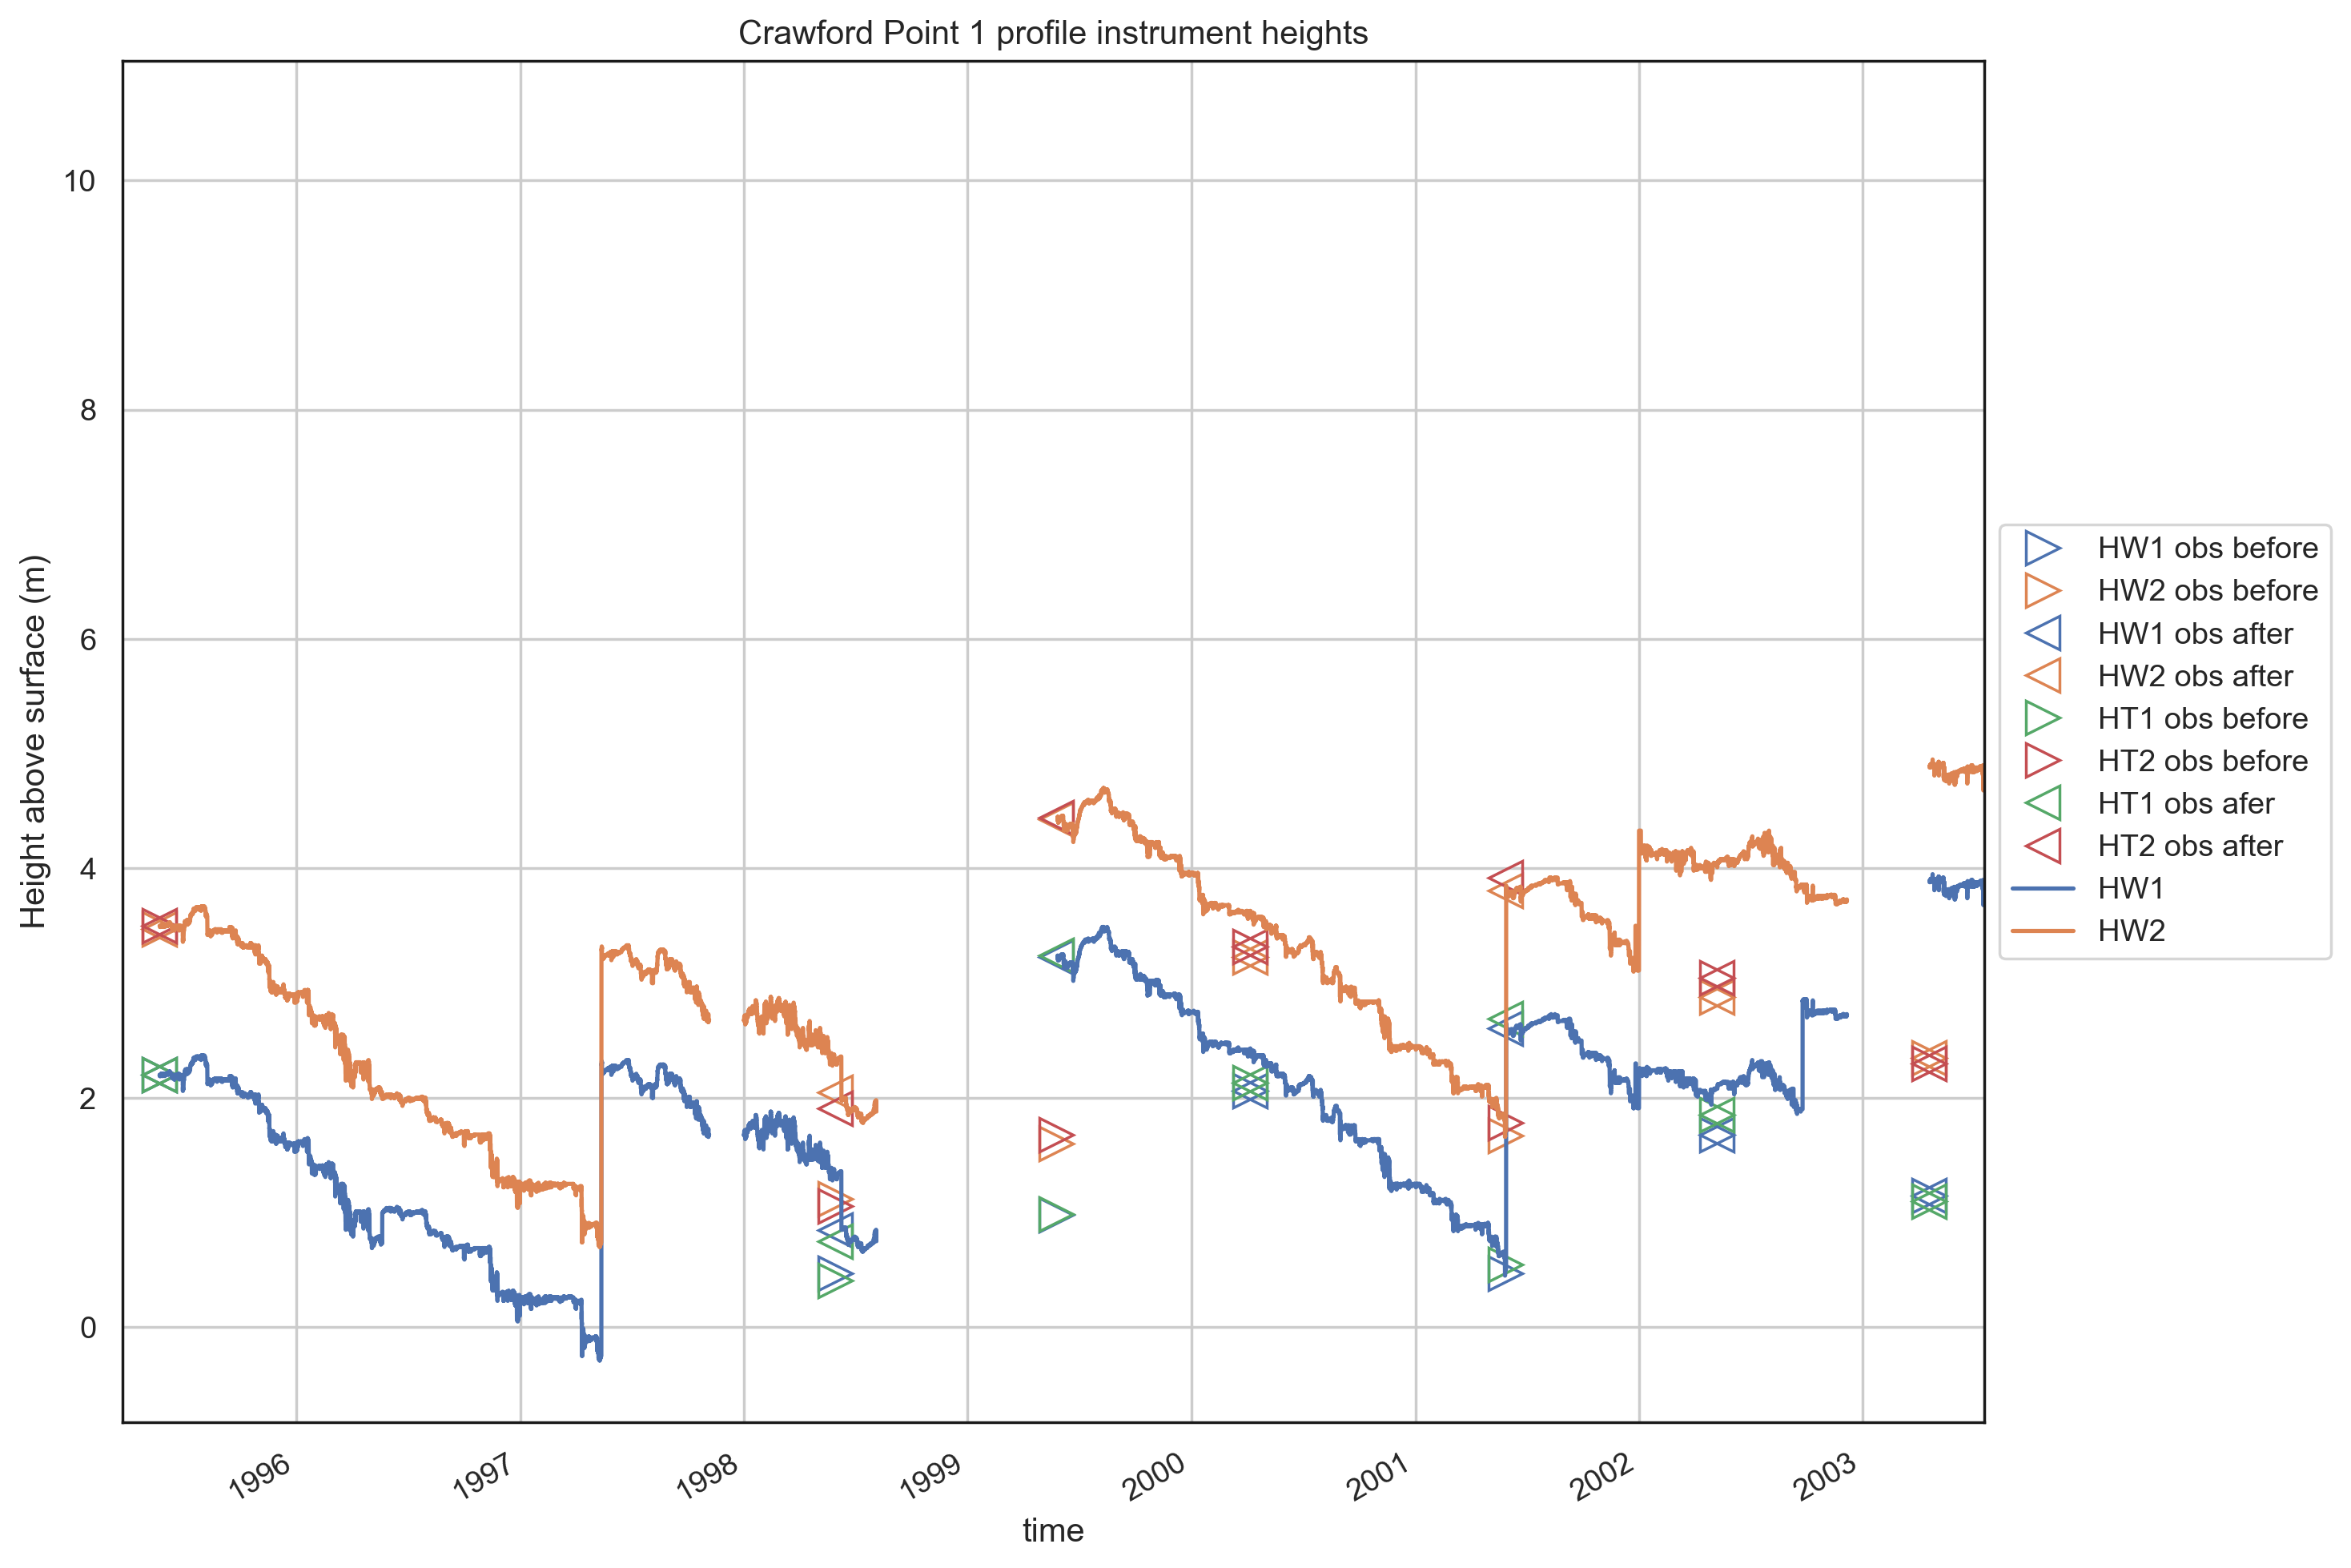 Crawford Point 1 profile instrument heights
Height above surface (m)
10
8
6
4
2
0
1996
1997
1998
1999
2000
2001
2002
2003
time
HW1 obs before
HW2 obs before
HW1 obs after
HW2 obs after
HT1 obs before
HT2 obs before
HT1 obs afer
HT2 obs after
HW1
HW2